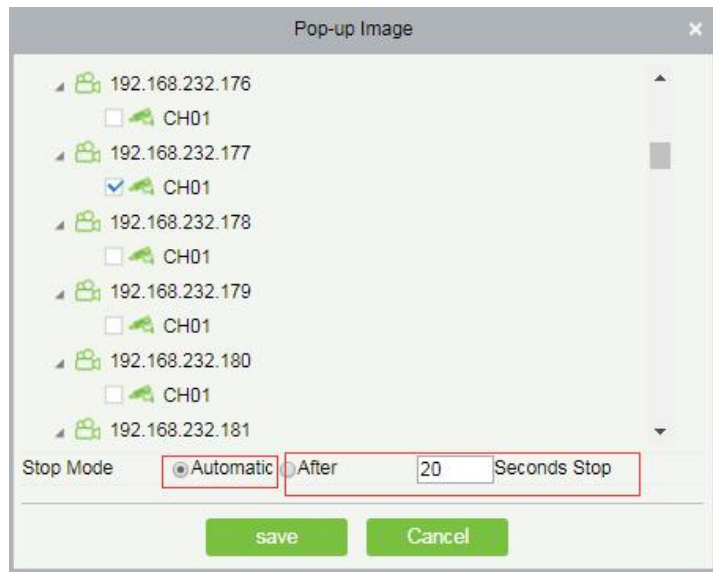 Pop-up Image
192.168.232.176
CH01
192.168.232.177
CH01
192.168.232.178
CH01
192.168.232.179
CH01
192.168.232.180
CH01
192.168.232.181
Stop Mode Automatic After 20 Seconds Stop
save Cancel